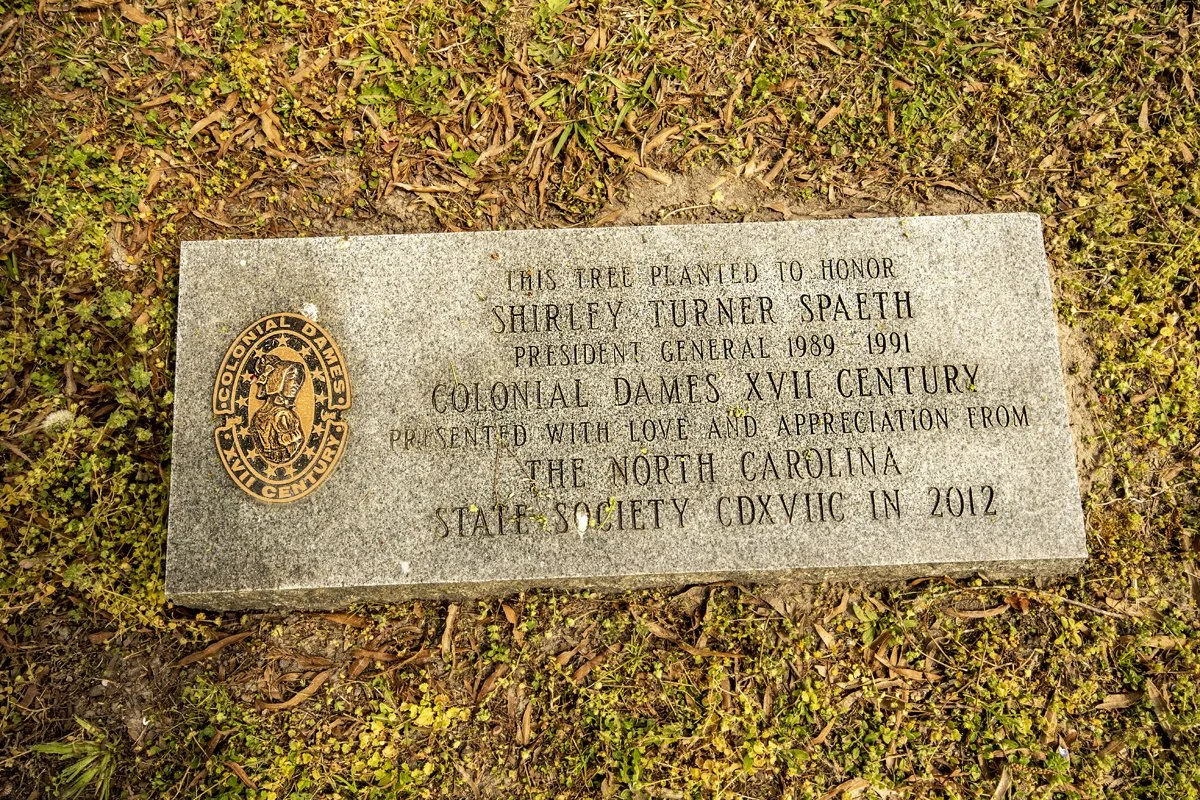 COLONIAL DAMES
XVII CENTURY
THIS TREE PLANTED TO HONOR
SHIRLEY TURNER SPAETH
PRESIDENT GENERAL 1989 - 1991
COLONIAL DAMES XVII CENTURY
PRESENTED WITH LOVE AND APPRECIATION FROM
THE NORTH CAROLINA
STATE SOCIETY CDXVIIC IN 2012